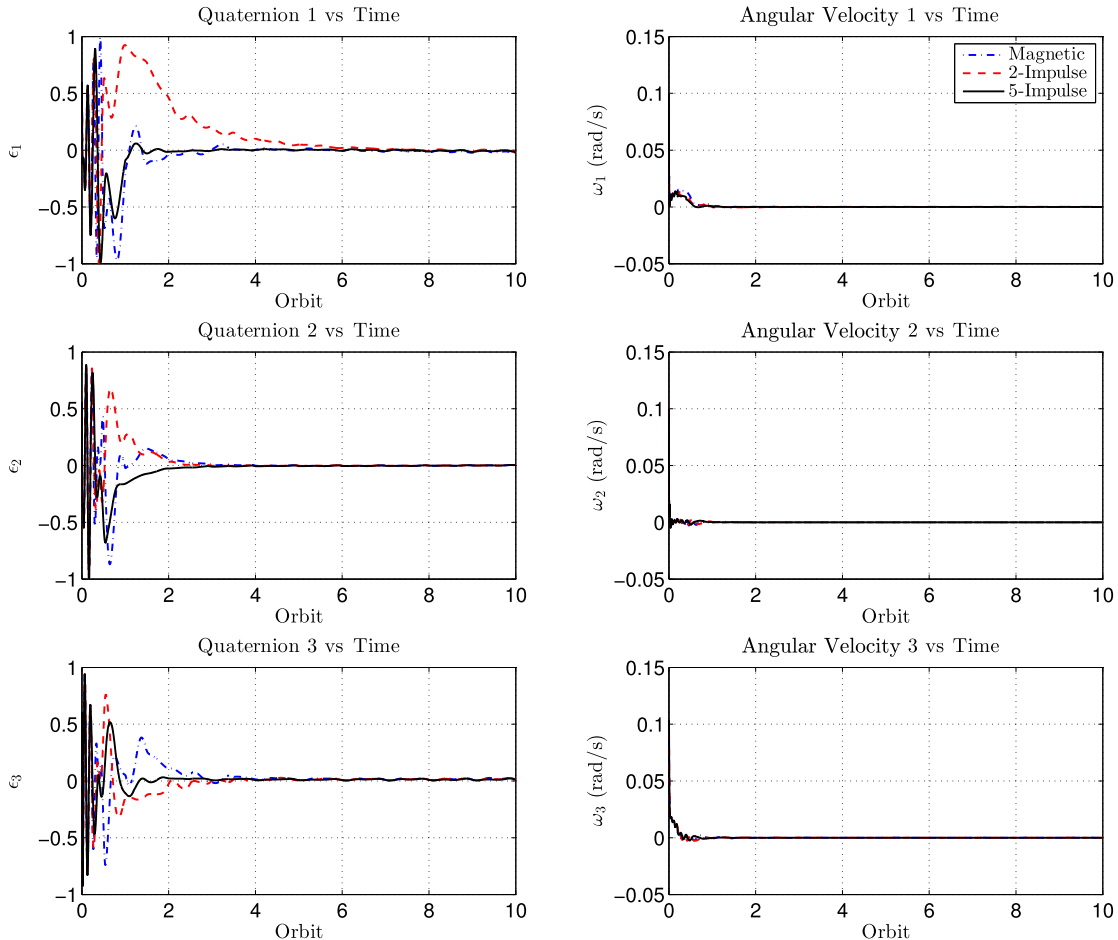 Quaternion 1 vs Time
1
0.5
0
−0.5
−1
ϵ1
0 2 4 6 8 10
Orbit
Angular Velocity 1 vs Time
0.15
0.1
0.05
0
−0.05
ω1 (rad/s)
Magnetic
2-Impulse
5-Impulse
0 2 4 6 8 10
Orbit
Quaternion 2 vs Time
1
0.5
0
−0.5
−1
ϵ2
0 2 4 6 8 10
Orbit
Angular Velocity 2 vs Time
0.15
0.1
0.05
0
−0.05
ω2 (rad/s)
0 2 4 6 8 10
Orbit
Quaternion 3 vs Time
1
0.5
0
−0.5
−1
ϵ3
0 2 4 6 8 10
Orbit
Angular Velocity 3 vs Time
0.15
0.1
0.05
0
−0.05
ω3 (rad/s)
0 2 4 6 8 10
Orbit